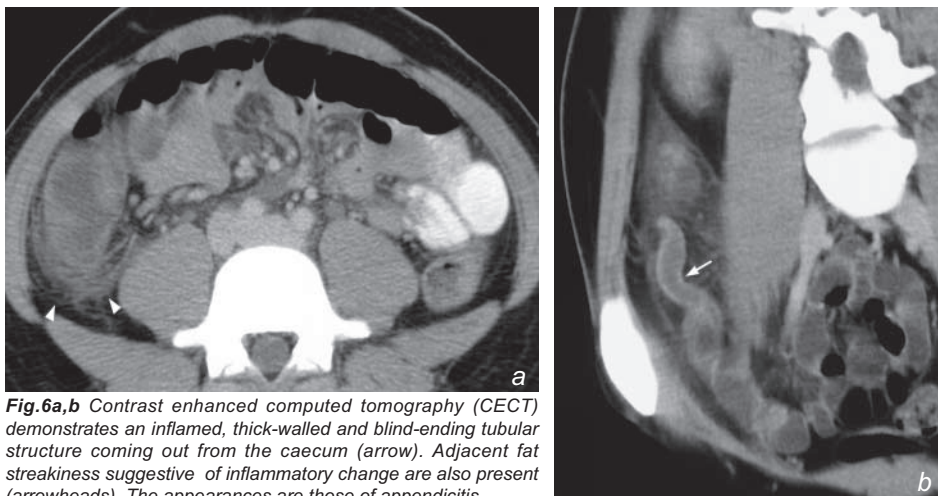 a
Fig.6a,b Contrast enhanced computed tomography (CECT)
demonstrates an inflamed, thick-walled and blind-ending tubular
structure coming out from the caecum (arrow). Adjacent fat
streakiness suggestive of inflammatory change are also present
(arrowheads). The appearances are those of appendicitis.
b